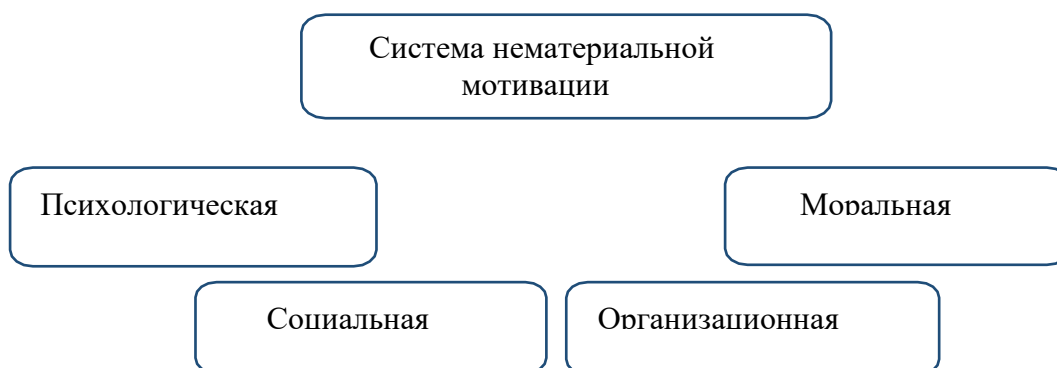 Система нематериальной
мотивации
Психологическая
Моральная
Социальная
Организационная